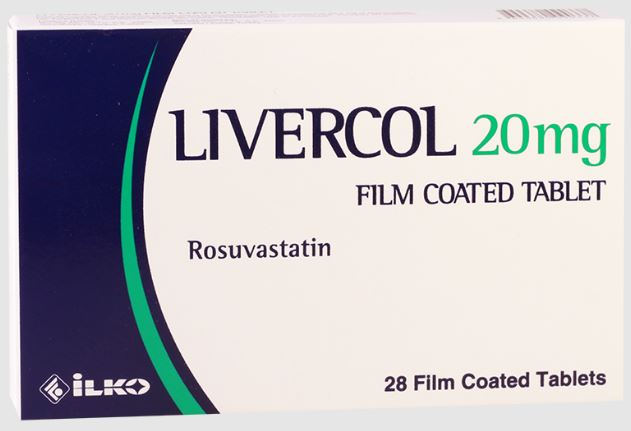 LIVERCOL 20mg
FILM COATED TABLET
Rosuvastatin
İLKO
28 Film Coated Tablets